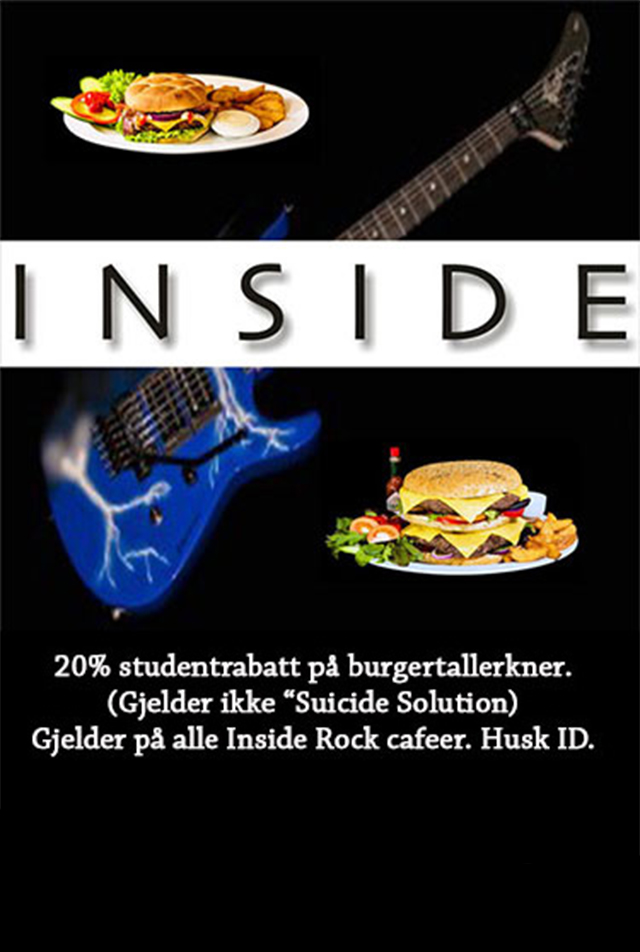 INSIDE
20% studentrabatt på burgertallerkner.
(Gjelder ikke “Suicide Solution)
Gjelder på alle Inside Rock cafeer. Husk ID.